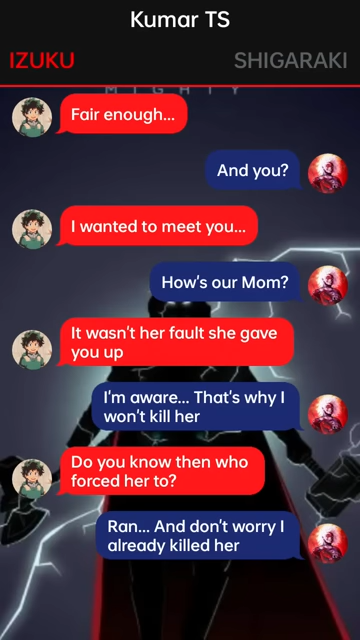 Kumar TS
IZUKU
SHIGARAKI
MIGHTY
Fair enough...
And you?
I wanted to meet you...
How's our Mom?
It wasn't her fault she gave
you up
I'm aware... That's why I
won't kill her
Do you know then who
forced her to?
Ran... And don't worry I
already killed her